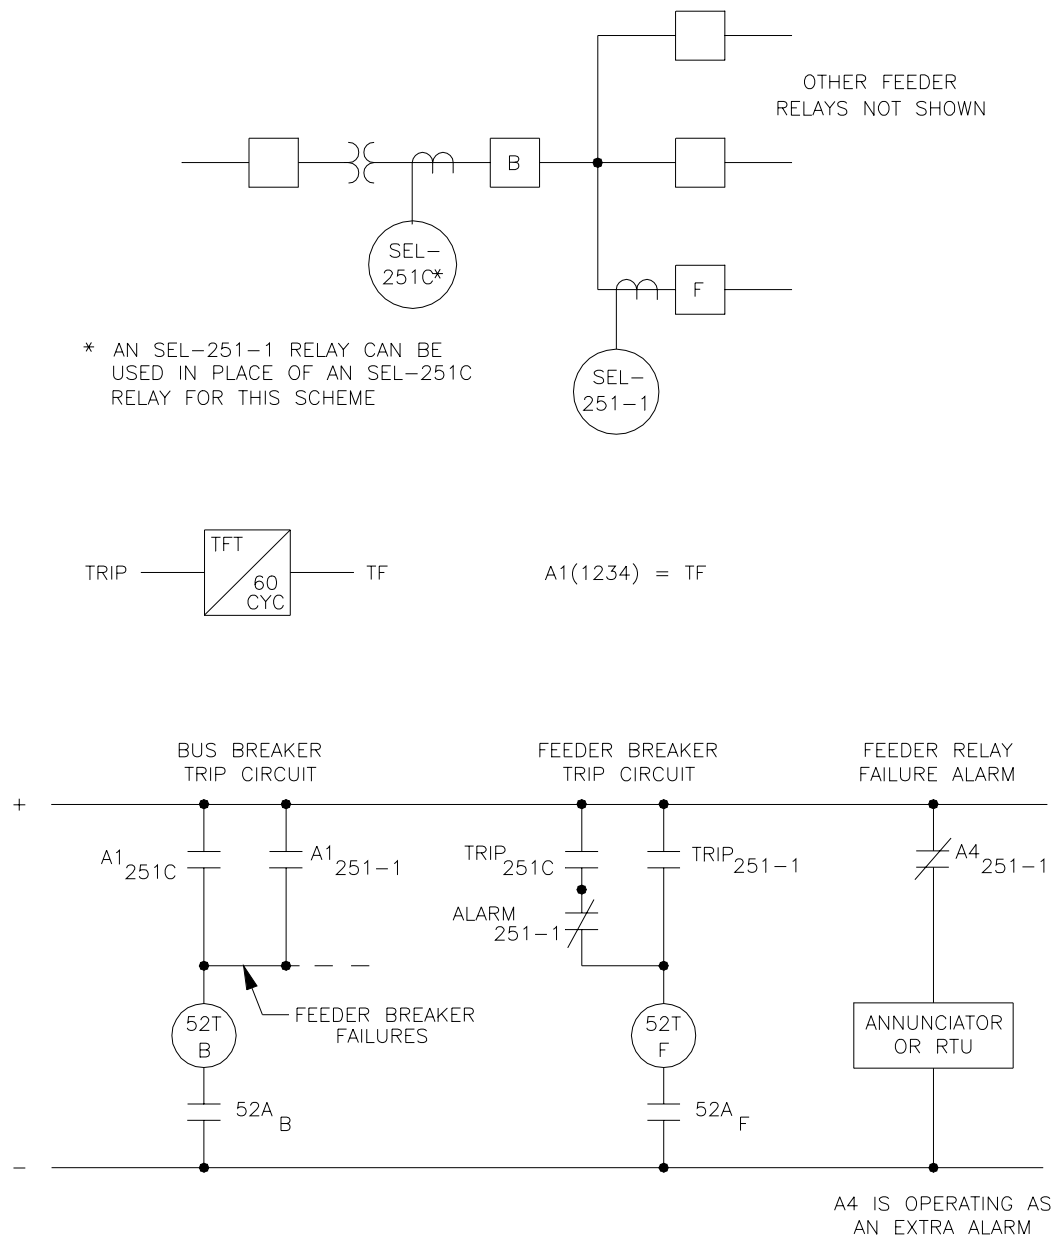 OTHER FEEDER
RELAYS NOT SHOWN
B
SEL-
251C*
F
* AN SEL-251-1 RELAY CAN BE
USED IN PLACE OF AN SEL-251C
RELAY FOR THIS SCHEME
SEL-
251-1
TFT
TRIP
60
CYC
TF
A1(1234) = TF
BUS BREAKER
TRIP CIRCUIT
FEEDER BREAKER
TRIP CIRCUIT
FEEDER RELAY
FAILURE ALARM
+
A1 251C
A1 251-1
TRIP 251C
TRIP 251-1
A4 251-1
ALARM 251-1
FEEDER BREAKER
FAILURES
52T
B
52T
F
ANNUNCIATOR
OR RTU
52A B
52A F
-
A4 IS OPERATING AS
AN EXTRA ALARM